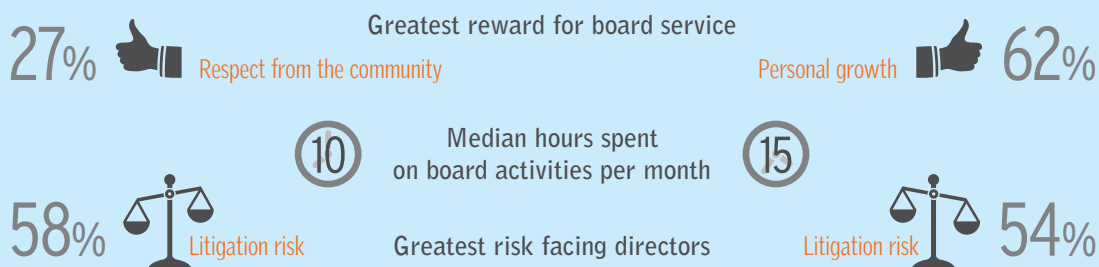 Greatest reward for board service
27%
Respect from the community
Personal growth
62%
10
Median hours spent
on board activities per month
15
58%
Litigation risk
Greatest risk facing directors
Litigation risk
54%